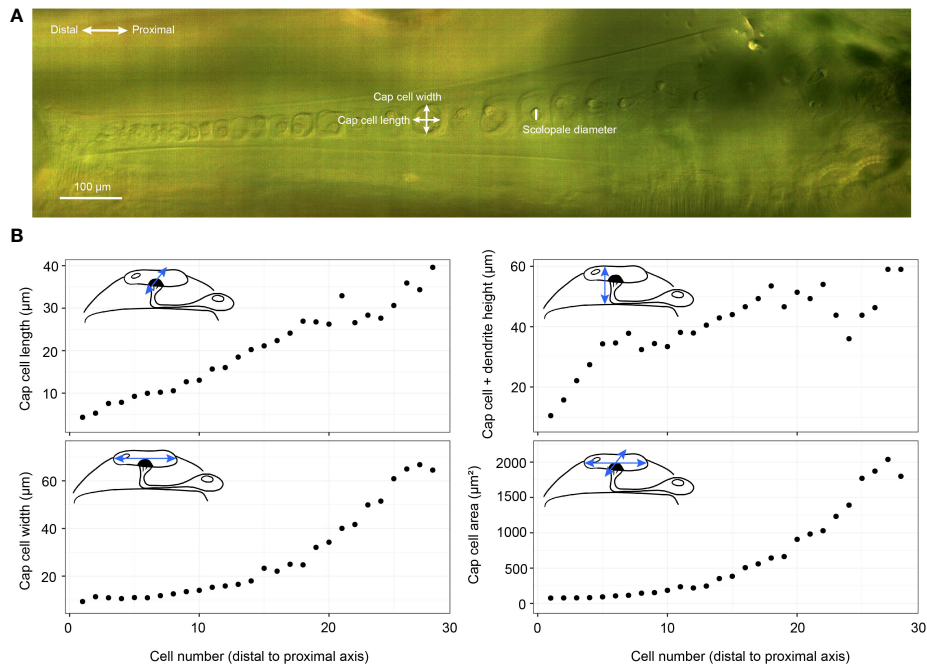 A
Distal Proximal
Cap cell width
Cap cell length
Scolopale diameter
100 µm
B
Cap cell length (µm)
40
30
20
10
Cap cell + dendrite height (µm)
60
40
20
Cap cell width (µm)
60
40
20
0
10
20
30
Cell number (distal to proximal axis)
Cap cell area (µm²)
2000
1500
1000
500
0
0
10
20
30
Cell number (distal to proximal axis)